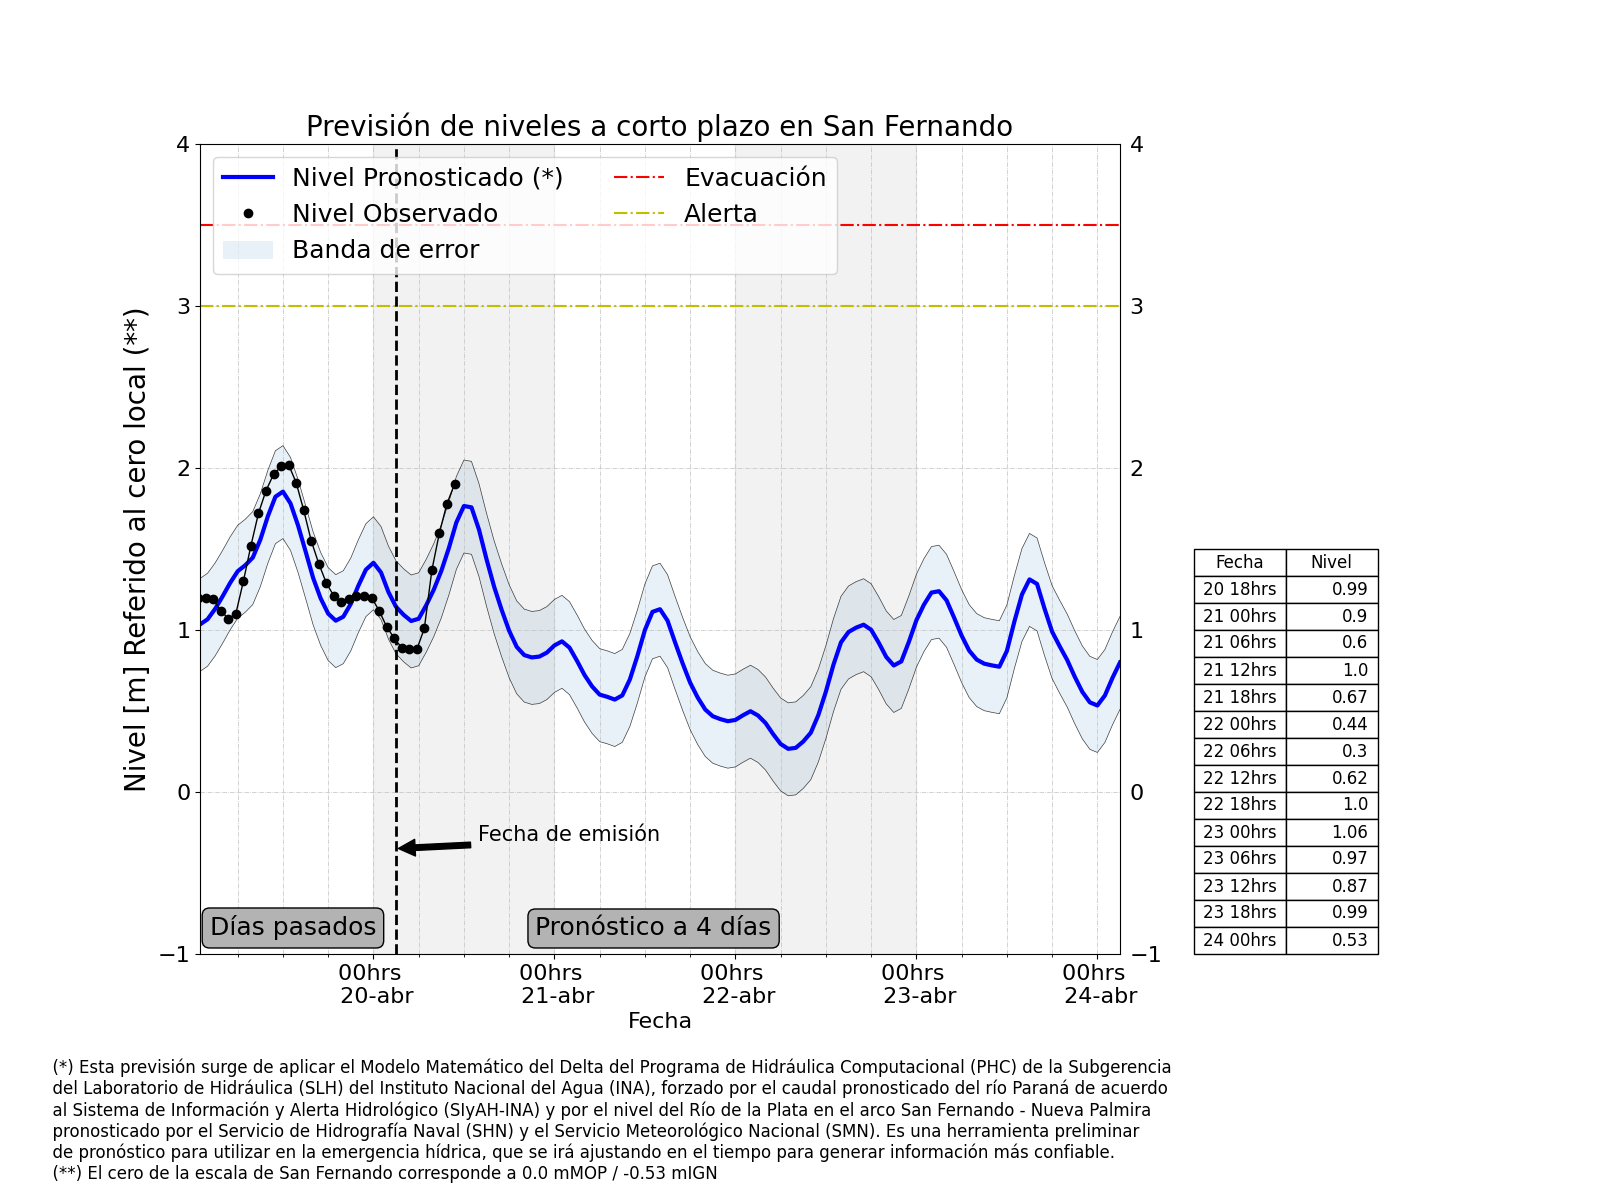 Previsión de niveles a corto plazo en San Fernando
4
3
2
1
0
−1
4
3
2
1
0
−1
Nivel [m] Referido al cero local (**)
Nivel Pronosticado (*)
Nivel Observado
Banda de error
Evacuación
Alerta
Fecha de emisión
Días pasados
Pronóstico a 4 días
00hrs
20-abr
00hrs
21-abr
00hrs
22-abr
00hrs
23-abr
00hrs
24-abr
Fecha
Fecha Nivel
20 18hrs 0.99
21 00hrs 0.9
21 06hrs 0.6
21 12hrs 1.0
21 18hrs 0.67
22 00hrs 0.44
22 06hrs 0.3
22 12hrs 0.62
22 18hrs 1.0
23 00hrs 1.06
23 06hrs 0.97
23 12hrs 0.87
23 18hrs 0.99
24 00hrs 0.53
(*) Esta previsión surge de aplicar el Modelo Matemático del Delta del Programa de Hidráulica Computacional (PHC) de la Subgerencia
del Laboratorio de Hidráulica (SLH) del Instituto Nacional del Agua (INA), forzado por el caudal pronosticado del río Paraná de acuerdo
al Sistema de Información y Alerta Hidrológico (SIyAH-INA) y por el nivel del Río de la Plata en el arco San Fernando - Nueva Palmira
pronosticado por el Servicio de Hidrografía Naval (SHN) y el Servicio Meteorológico Nacional (SMN). Es una herramienta preliminar
de pronóstico para utilizar en la emergencia hídrica, que se irá ajustando en el tiempo para generar información más confiable.
(**) El cero de la escala de San Fernando corresponde a 0.0 mMOP / -0.53 mIGN